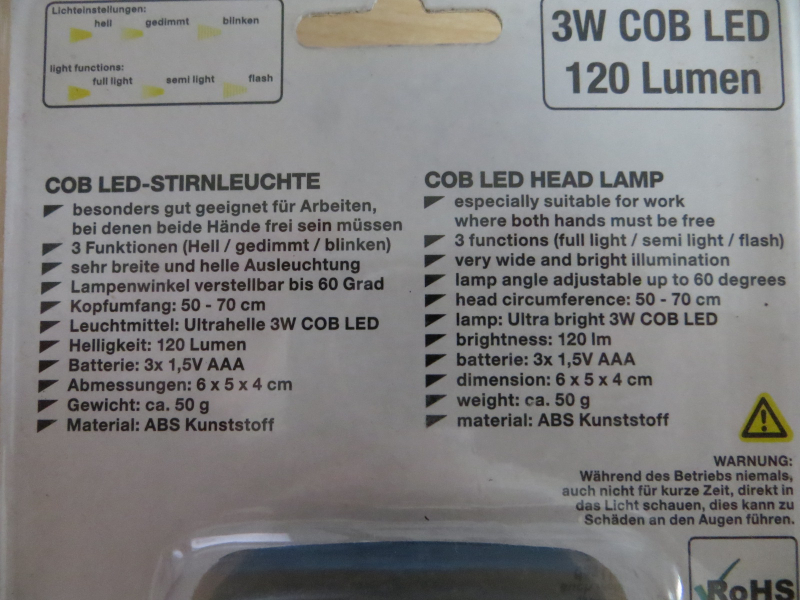 Lichteinstellungen:
hell gedimmt blinken
light functions:
full light semi light flash
3W COB LED
120 Lumen
COB LED-STIRNLEUCHTE
besonders gut geeignet für Arbeiten,
bei denen beide Hände frei sein müssen
3 Funktionen (Hell / gedimmt / blinken)
sehr breite und helle Ausleuchtung
Lampenwinkel verstellbar bis 60 Grad
Kopfumfang: 50 - 70 cm
Leuchtmittel: Ultrahelle 3W COB LED
Helligkeit: 120 Lumen
Batterie: 3x 1,5V AAA
Abmessungen: 6 x 5 x 4 cm
Gewicht: ca. 50 g
Material: ABS Kunststoff
COB LED HEAD LAMP
especially suitable for work
where both hands must be free
3 functions (full light / semi light / flash)
very wide and bright illumination
lamp angle adjustable up to 60 degrees
head circumference: 50 - 70 cm
lamp: Ultra bright 3W COB LED
brightness: 120 lm
batterie: 3x 1,5V AAA
dimension: 6 x 5 x 4 cm
weight: ca. 50 g
material: ABS Kunststoff
WARNUNG:
Während des Betriebs niemals,
auch nicht für kurze Zeit, direkt in
das Licht schauen, dies kann zu
Schäden an den Augen führen.
RoHS